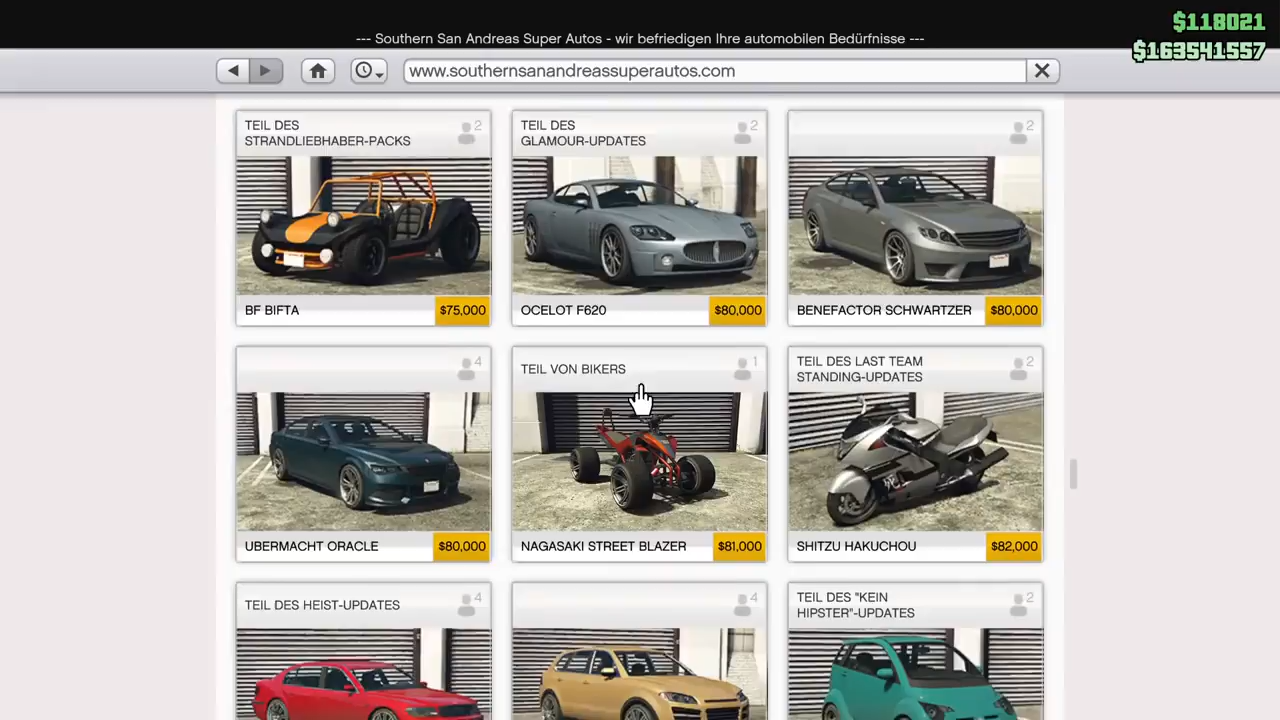 $118021
--- Southern San Andreas Super Autos - wir befriedigen Ihre automobilen Bedürfnisse ---
$163541557
www.southernsanandreassuperautos.com
TEIL DES
STRANDLIEBHABER-PACKS
2
TEIL DES
GLAMOUR-UPDATES
2
2
BF BIFTA
$75,000
OCELOT F620
$80,000
BENEFACTOR SCHWARTZER
$80,000
4
TEIL VON BIKERS
1
TEIL DES LAST TEAM
STANDING-UPDATES
2
UBERMACHT ORACLE
$80,000
NAGASAKI STREET BLAZER
$81,000
SHITZU HAKUCHOU
$82,000
TEIL DES HEIST-UPDATES
4
4
TEIL DES "KEIN
HIPSTER"-UPDATES
2